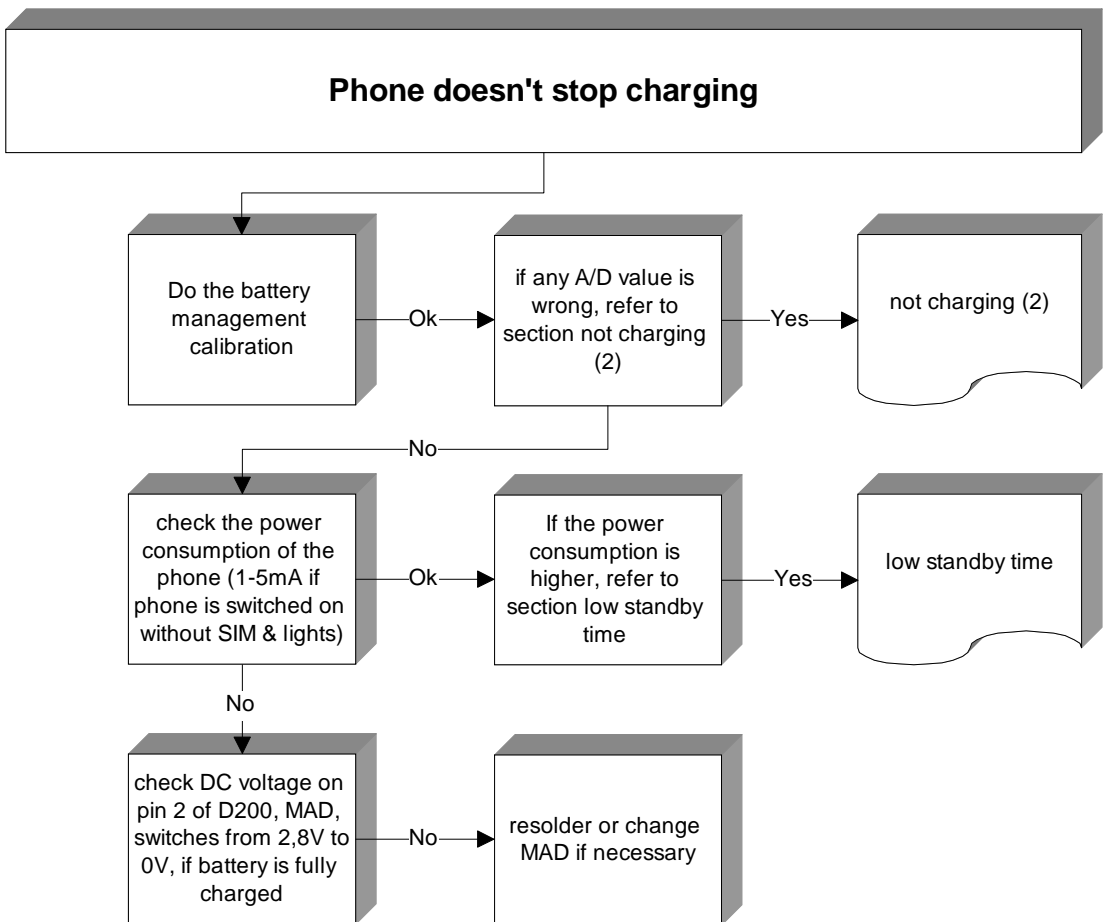 Phone doesn't stop charging
Do the battery
management
calibration
Ok
if any A/D value is
wrong, refer to
section not charging
(2)
Yes
not charging (2)
No
check the power
consumption of the
phone (1-5mA if
phone is switched on
without SIM & lights)
Ok
If the power
consumption is
higher, refer to
section low standby
time
Yes
low standby time
No
check DC voltage on
pin 2 of D200, MAD,
switches from 2,8V to
0V, if battery is fully
charged
No
resolder or change
MAD if necessary